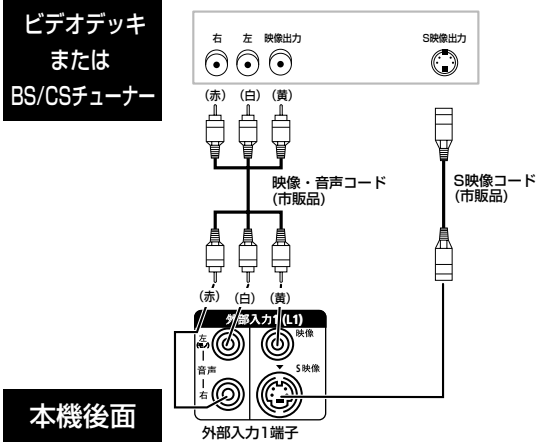 ビデオデッキ
または
BS/CSチューナー
右 左 映像出力 S映像出力
(赤) (白) (黄)
映像・音声コード
(市販品)
S映像コード
(市販品)
(赤) (白) (黄)
外部入力1(L1)
左 映像
音声 S映像
右
本機後面
外部入力1端子